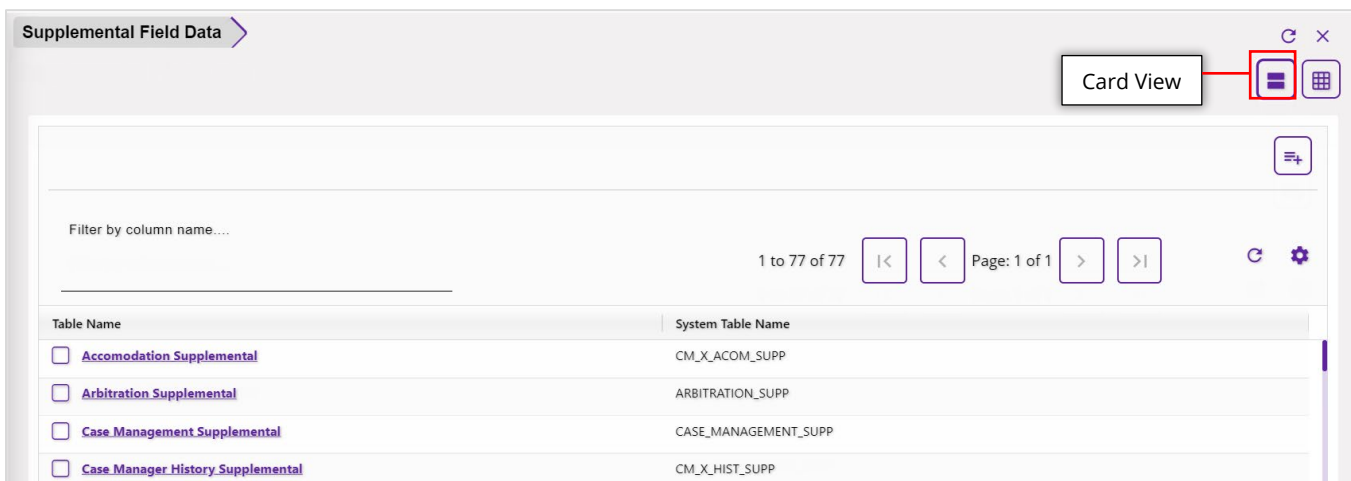 Supplemental Field Data
Card View
Filter by column name....
1 to 77 of 77 Page: 1 of 1
Table Name System Table Name
Accomodation Supplemental CM_X_ACOM_SUPP
Arbitration Supplemental ARBITRATION_SUPP
Case Management Supplemental CASE_MANAGEMENT_SUPP
Case Manager History Supplemental CM_X_HIST_SUPP